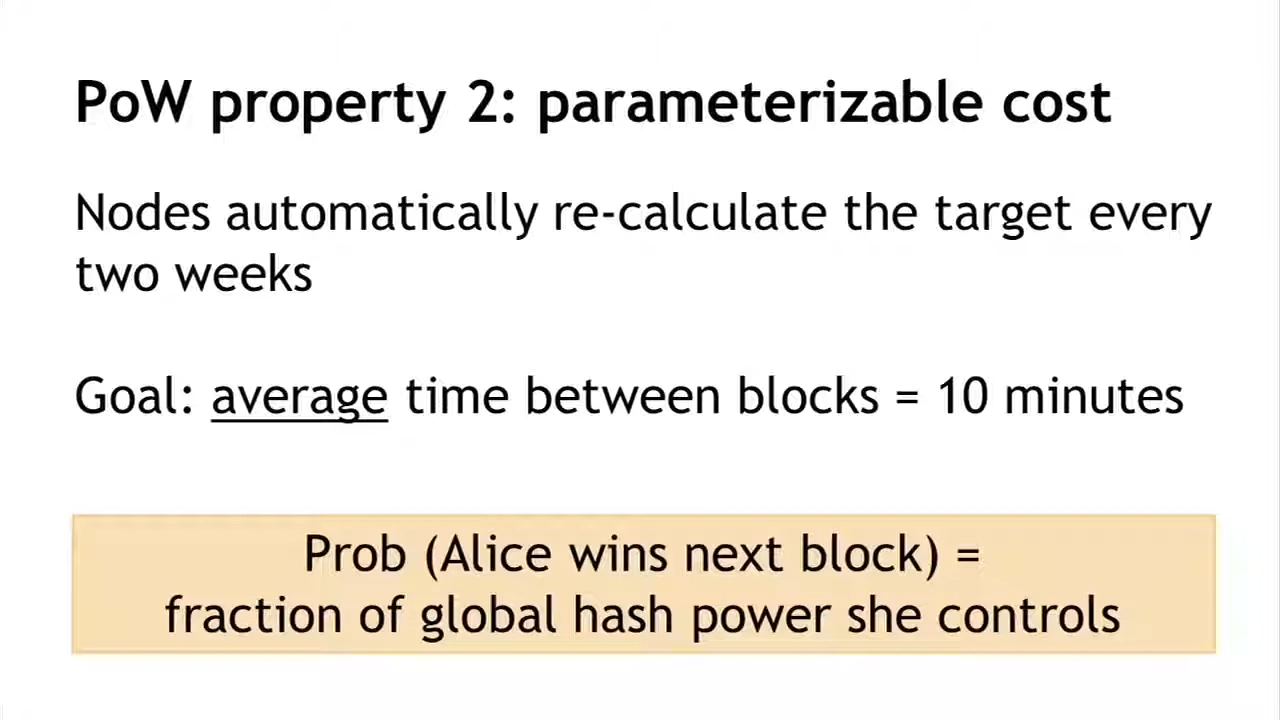 PoW property 2: parameterizable cost
Nodes automatically re-calculate the target every
two weeks
Goal: average time between blocks = 10 minutes
Prob (Alice wins next block) =
fraction of global hash power she controls